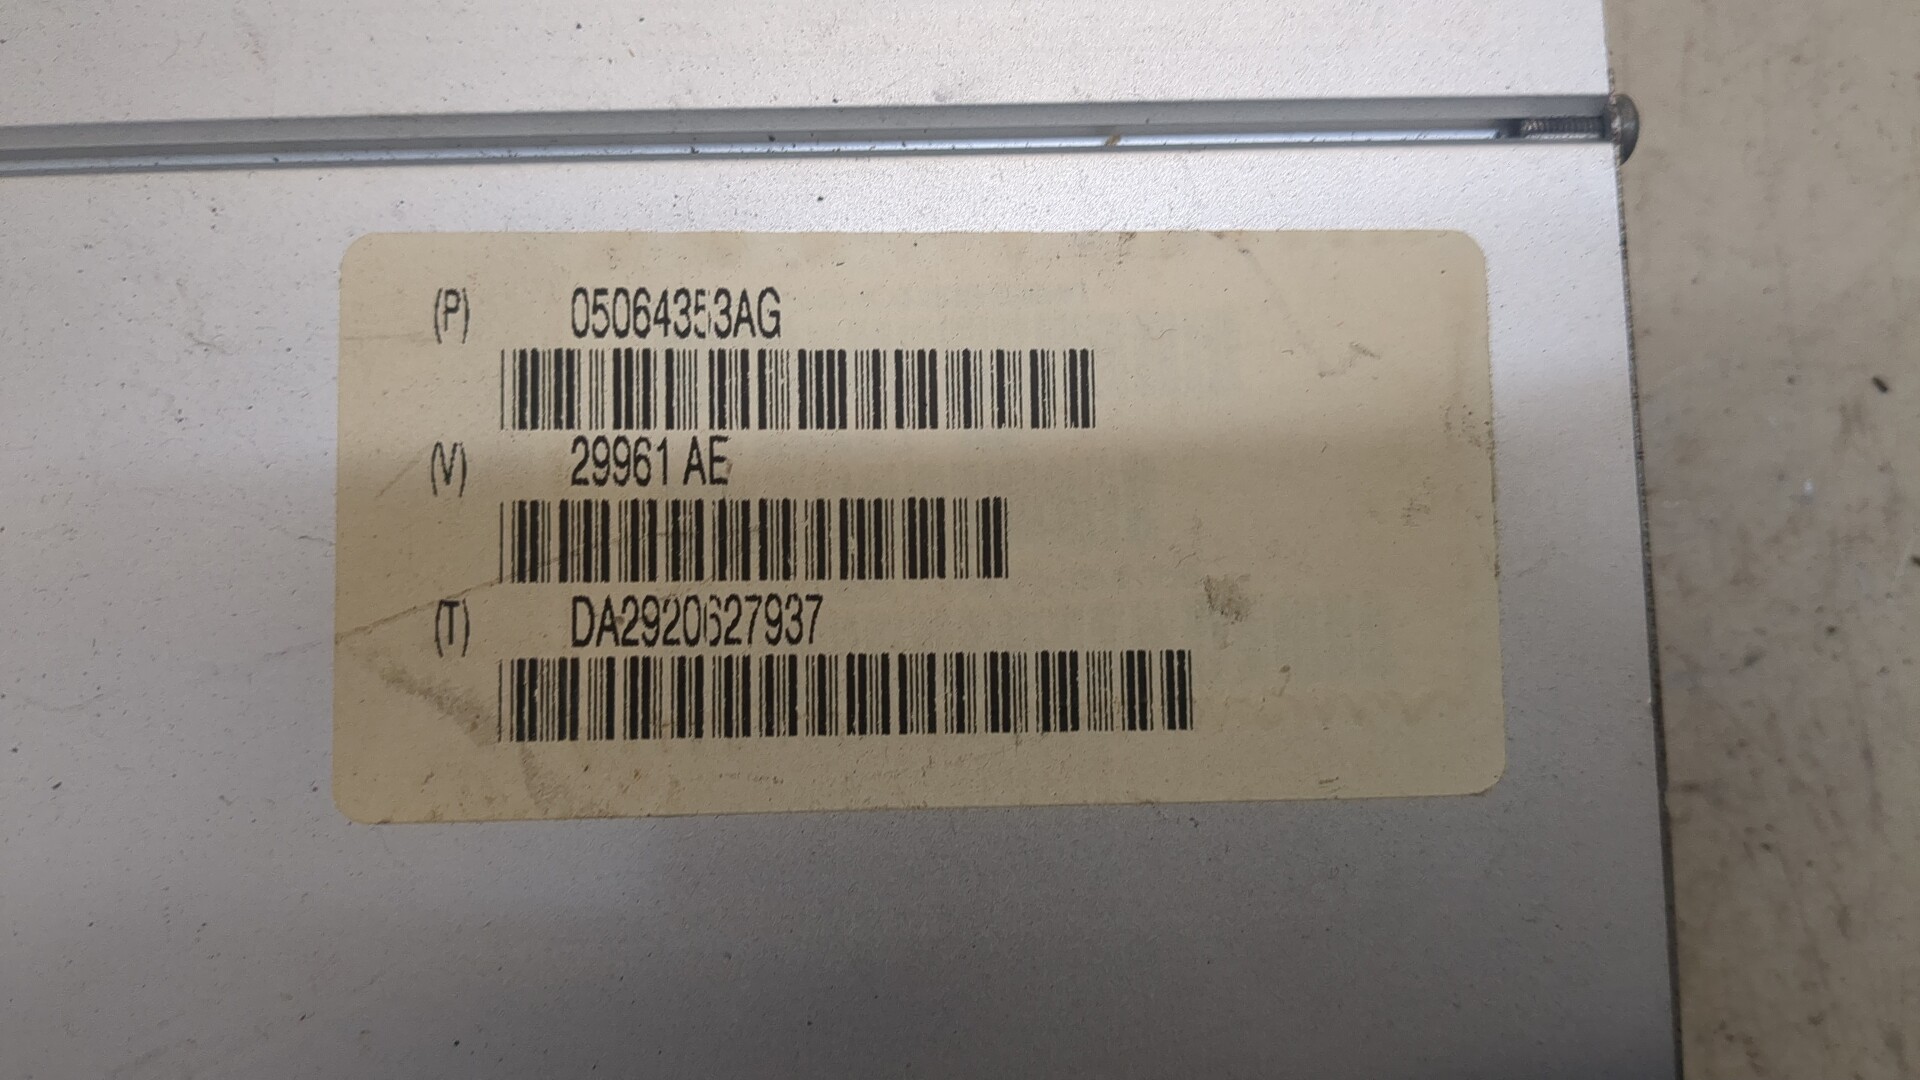 (P) 05064353AG
(V) 29961 AE
(T) DA2920627937